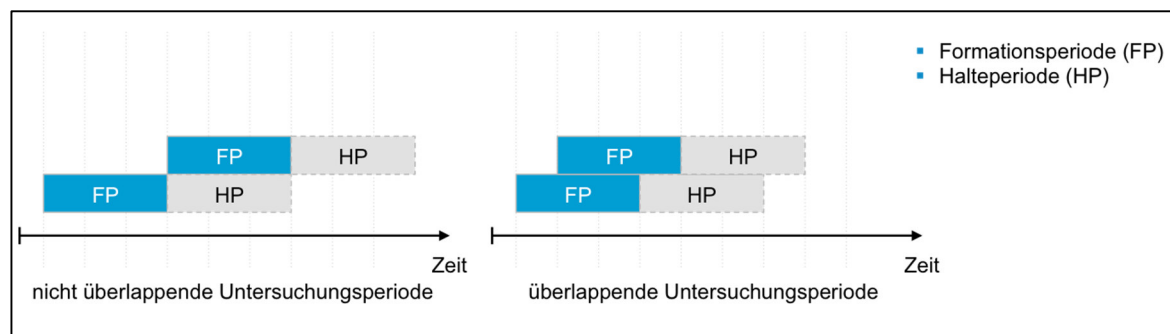 Formationsperiode (FP)
Halteperiode (HP)
FP HP
FP HP
Zeit
nicht überlappende Untersuchungsperiode
FP HP
FP HP
Zeit
überlappende Untersuchungsperiode